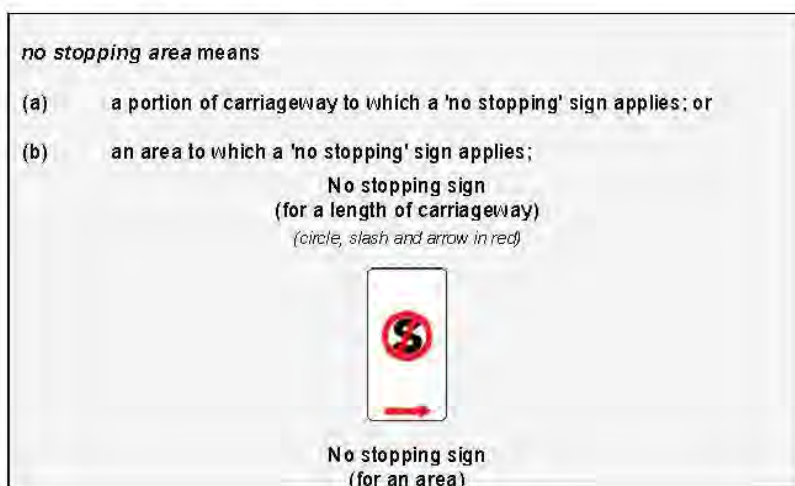 no stopping area means
(a) a portion of carriageway to which a 'no stopping' sign applies; or
(b) an area to which a 'no stopping' sign applies;
No stopping sign
(for a length of carriageway)
(circle, slash and arrow in red)
S
No stopping sign
(for an area)